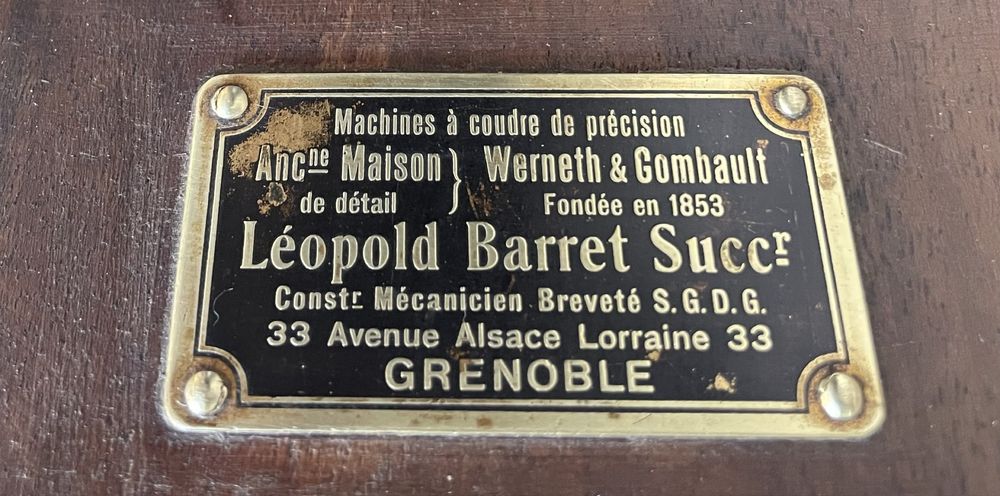 Machines à coudre de précision
Ancne Maison } Werneth & Gombault
de détail Fondée en 1853
Léopold Barret Succr
Constr Mécanicien Breveté S.G.D.G.
33 Avenue Alsace Lorraine 33
GRENOBLE